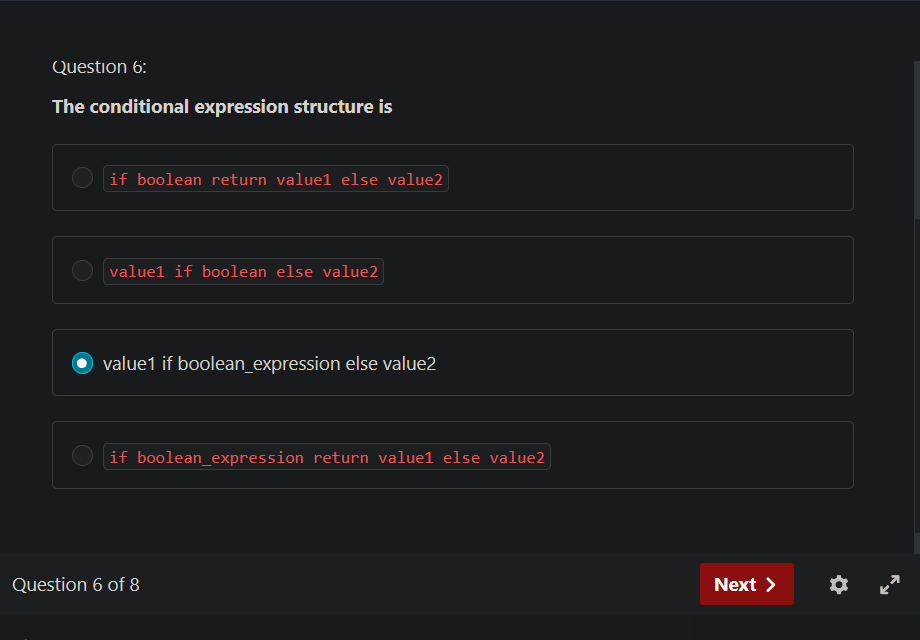 Question 6:
The conditional expression structure is
if boolean return value1 else value2
value1 if boolean else value2
value1 if boolean_expression else value2
if boolean_expression return value1 else value2
Question 6 of 8
Next